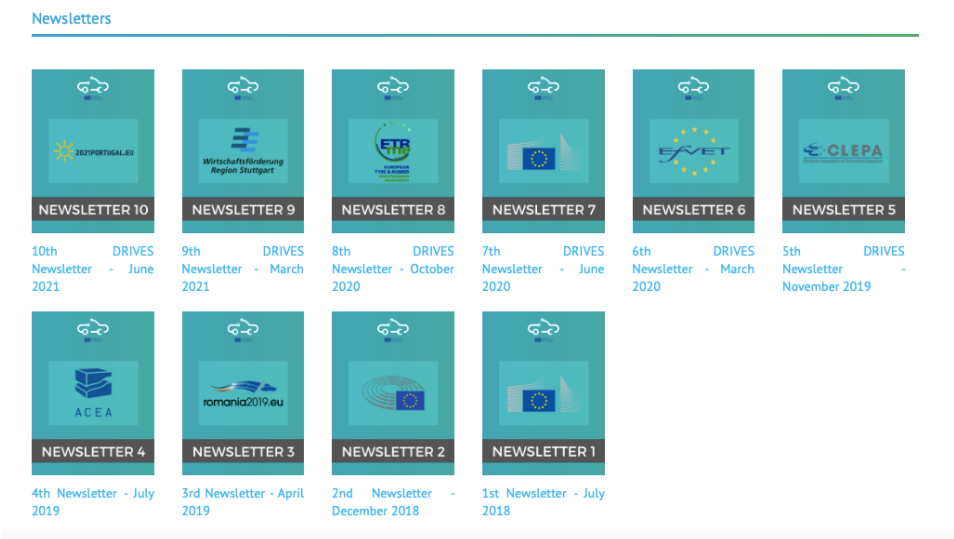 Newsletters
2021PORTUGAL.EU
NEWSLETTER 10
10th DRIVES
Newsletter - June
2021
Wirtschaftsförderung
Region Stuttgart
NEWSLETTER 9
9th DRIVES
Newsletter - March
2021
ETRma
EUROPEAN
TYRE & RUBBER
NEWSLETTER 8
8th DRIVES
Newsletter - October
2020
NEWSLETTER 7
7th DRIVES
Newsletter - June
2020
EFVET
NEWSLETTER 6
6th DRIVES
Newsletter - March
2020
CLEPA
NEWSLETTER 5
5th DRIVES
Newsletter -
November 2019
ACEA
NEWSLETTER 4
4th Newsletter - July
2019
romania2019.eu
NEWSLETTER 3
3rd Newsletter - April
2019
NEWSLETTER 2
2nd Newsletter -
December 2018
NEWSLETTER 1
1st Newsletter - July
2018